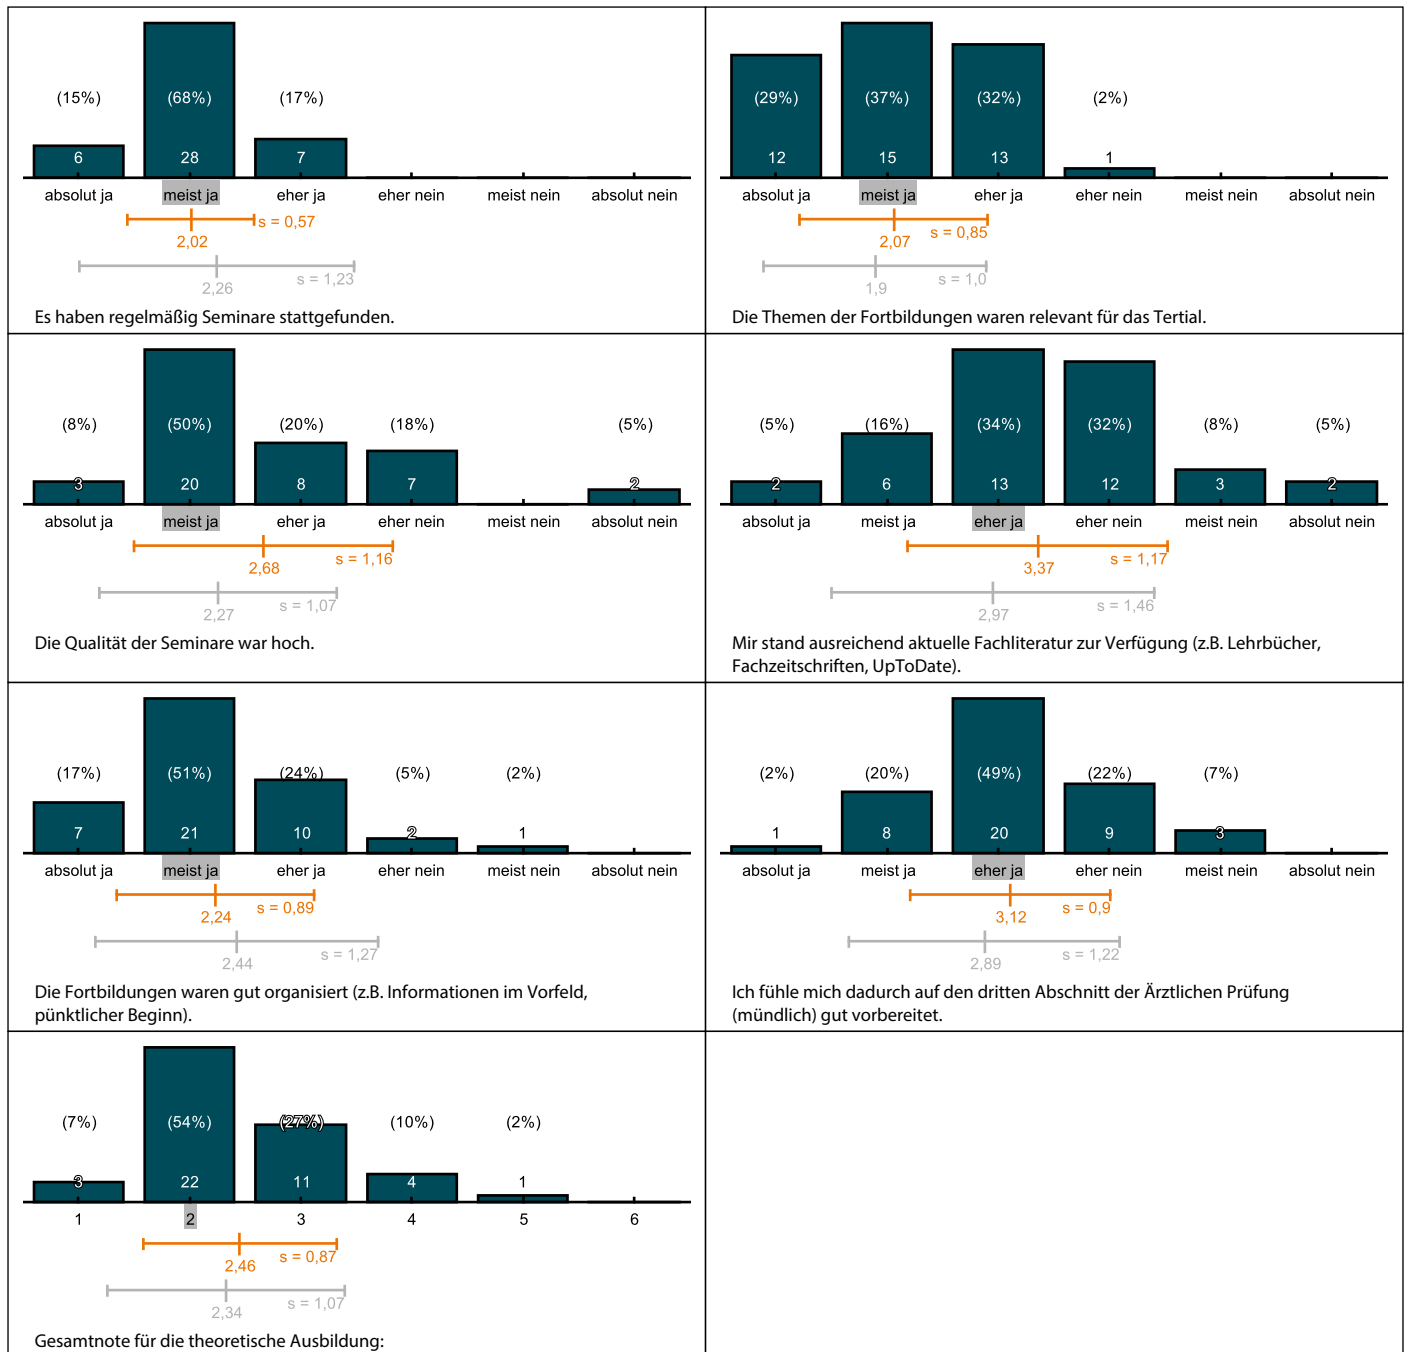 (15%) (68%) (17%)
6 28 7
absolut ja meist ja eher ja eher nein meist nein absolut nein
s = 0,57
2,02
s = 1,23
2,26
Es haben regelmäßig Seminare stattgefunden.
(29%) (37%) (32%) (2%)
12 15 13 1
absolut ja meist ja eher ja eher nein meist nein absolut nein
s = 0,85
2,07
s = 1,0
1,9
Die Themen der Fortbildungen waren relevant für das Tertial.
(8%) (50%) (20%) (18%) (5%)
3 20 8 7 2
absolut ja meist ja eher ja eher nein meist nein absolut nein
s = 1,16
2,68
s = 1,07
2,27
Die Qualität der Seminare war hoch.
(5%) (16%) (34%) (32%) (8%) (5%)
2 6 13 12 3 2
absolut ja meist ja eher ja eher nein meist nein absolut nein
s = 1,17
3,37
s = 1,46
2,97
Mir stand ausreichend aktuelle Fachliteratur zur Verfügung (z.B. Lehrbücher,
Fachzeitschriften, UpToDate).
(17%) (51%) (24%) (5%) (2%)
7 21 10 2 1
absolut ja meist ja eher ja eher nein meist nein absolut nein
s = 0,89
2,24
s = 1,27
2,44
Die Fortbildungen waren gut organisiert (z.B. Informationen im Vorfeld,
pünktlicher Beginn).
(2%) (20%) (49%) (22%) (7%)
1 8 20 9 3
absolut ja meist ja eher ja eher nein meist nein absolut nein
s = 0,9
3,12
s = 1,22
2,89
Ich fühle mich dadurch auf den dritten Abschnitt der Ärztlichen Prüfung
(mündlich) gut vorbereitet.
(7%) (54%) (27%) (10%) (2%)
3 22 11 4 1
1 2 3 4 5 6
s = 0,87
2,46
s = 1,07
2,34
Gesamtnote für die theoretische Ausbildung: